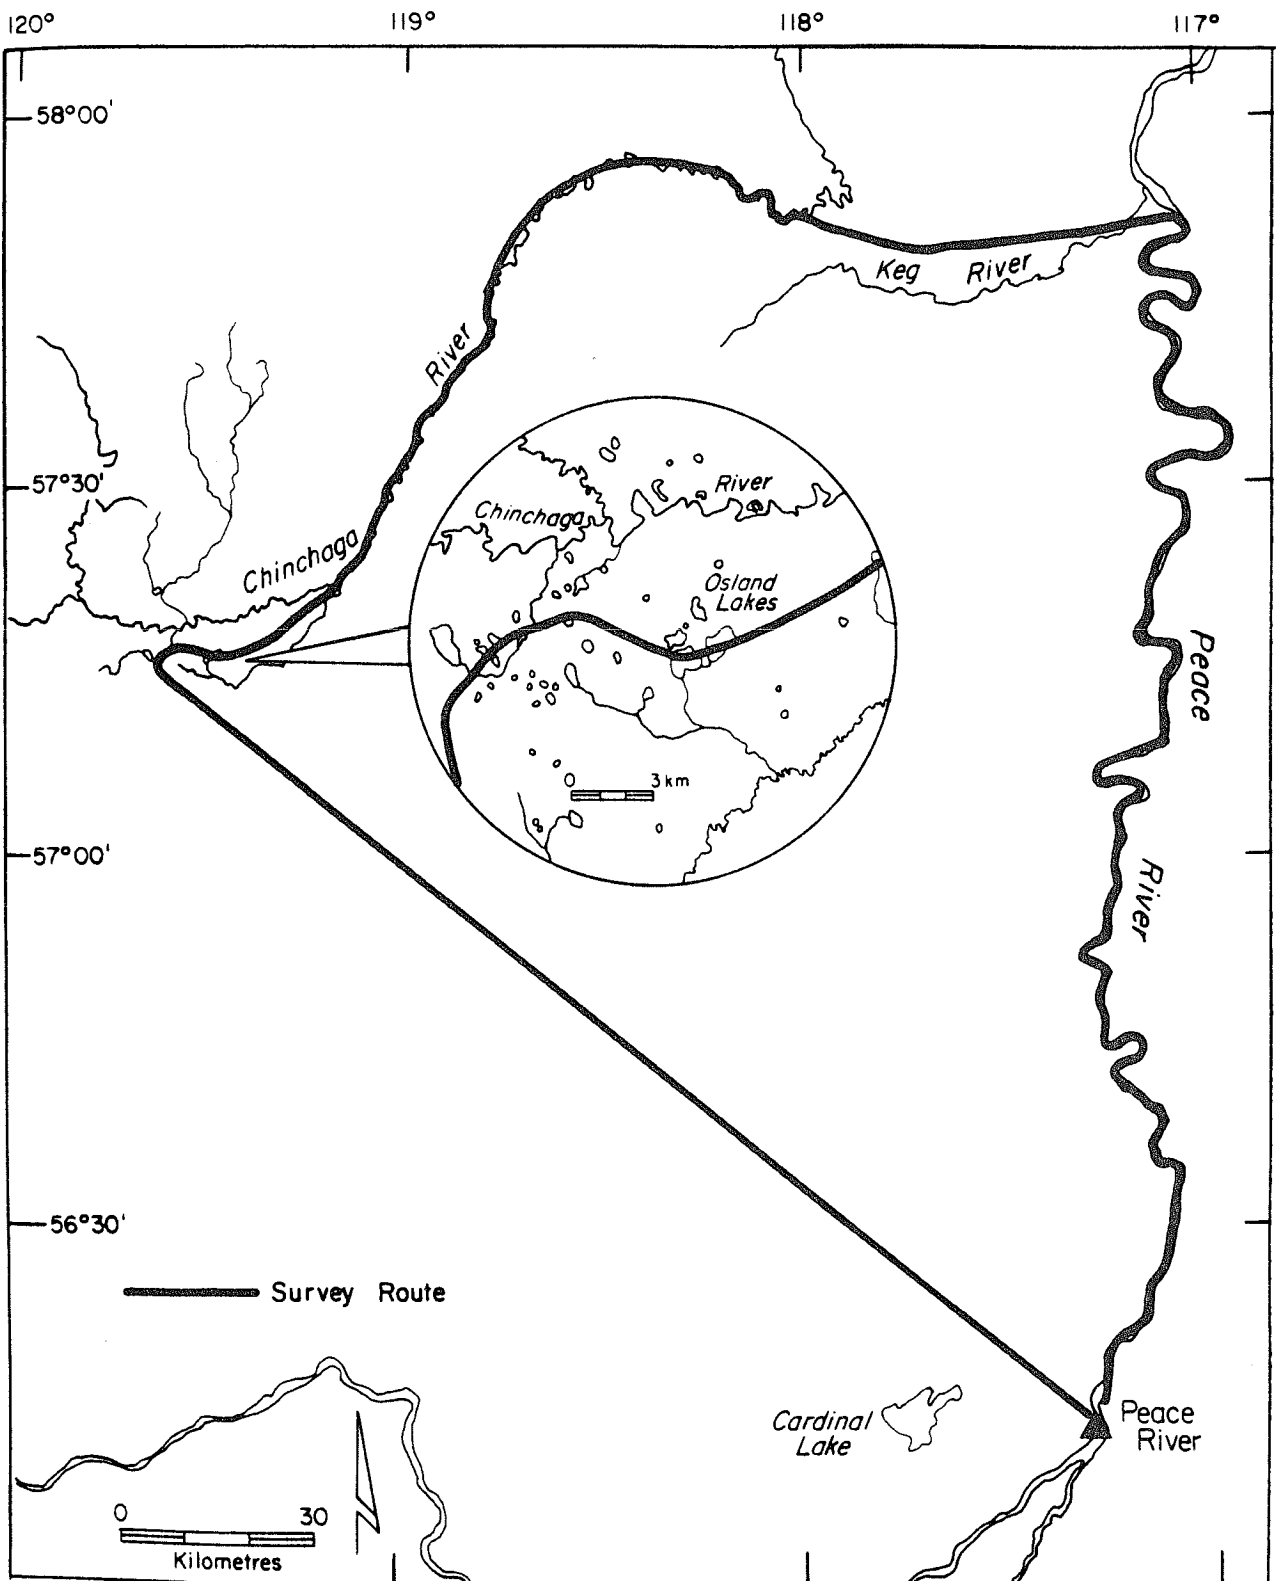 120°
119°
118°
117°
58°00'
Keg River
River
57°30'
River
Chinchaga
Chinchaga
Osland
Lakes
Peace
0 3 km
57°00'
River
56°30'
Survey Route
Peace
River
Cardinal
Lake
0 30
Kilometres